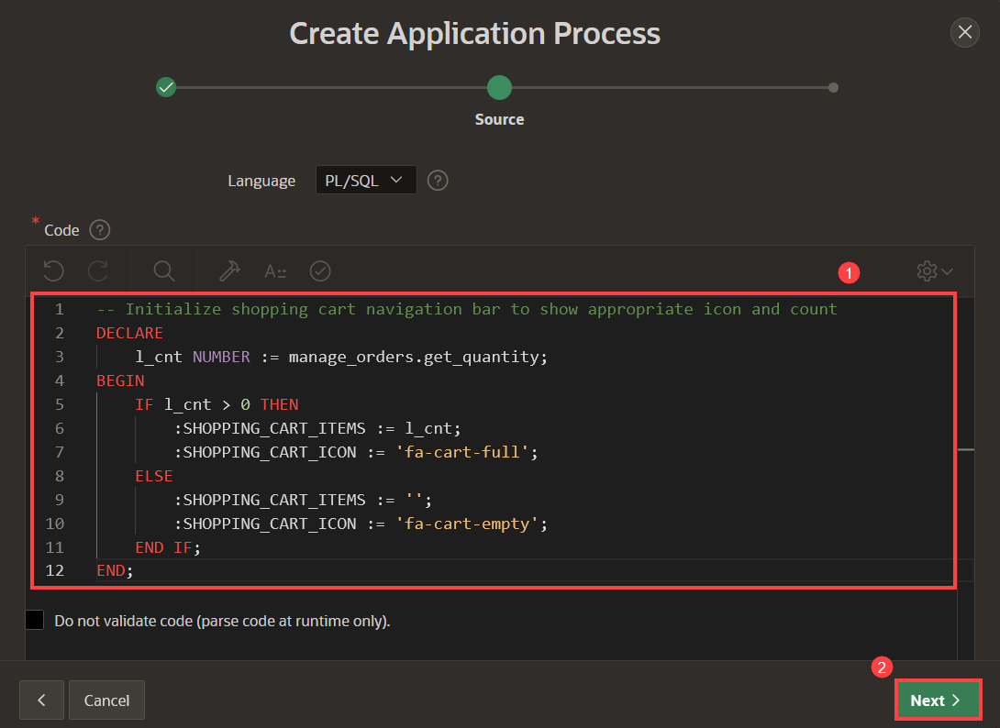 Create Application Process
Source
Language PL/SQL ?
* Code ?
A
1
1 -- Initialize shopping cart navigation bar to show appropriate icon and count
2 DECLARE
3 l_cnt NUMBER := manage_orders.get_quantity;
4 BEGIN
5 IF l_cnt > 0 THEN
6 :SHOPPING_CART_ITEMS := l_cnt;
7 :SHOPPING_CART_ICON := 'fa-cart-full';
8 ELSE
9 :SHOPPING_CART_ITEMS := '';
10 :SHOPPING_CART_ICON := 'fa-cart-empty';
11 END IF;
12 END;
Do not validate code (parse code at runtime only).
2
Cancel Next